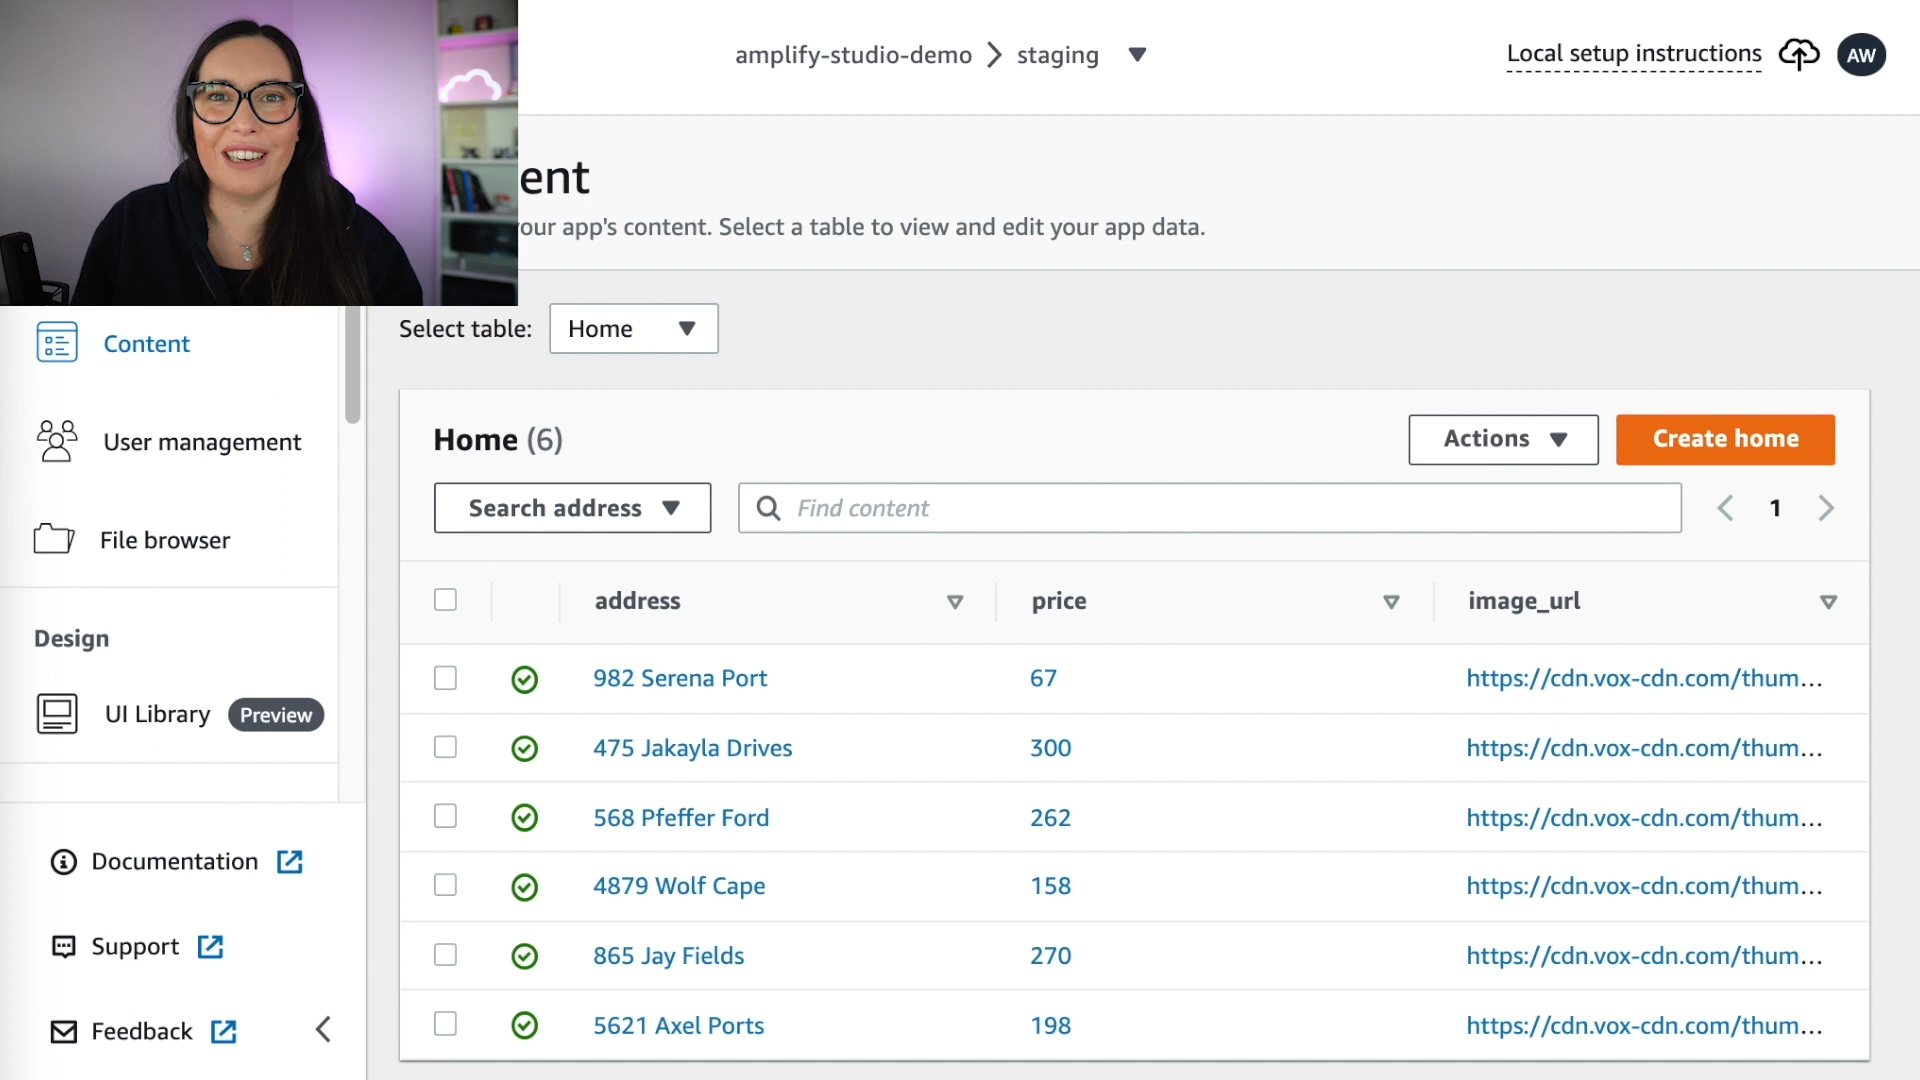 amplify-studio-demo > staging
Local setup instructions
AW
ent
our app's content. Select a table to view and edit your app data.
Select table: Home
Content
User management
File browser
Design
UI Library Preview
Documentation
Support
Feedback
Home (6)
Actions
Create home
Search address
Find content
1
address price image_url
982 Serena Port 67 https://cdn.vox-cdn.com/thum...
475 Jakayla Drives 300 https://cdn.vox-cdn.com/thum...
568 Pfeffer Ford 262 https://cdn.vox-cdn.com/thum...
4879 Wolf Cape 158 https://cdn.vox-cdn.com/thum...
865 Jay Fields 270 https://cdn.vox-cdn.com/thum...
5621 Axel Ports 198 https://cdn.vox-cdn.com/thum...